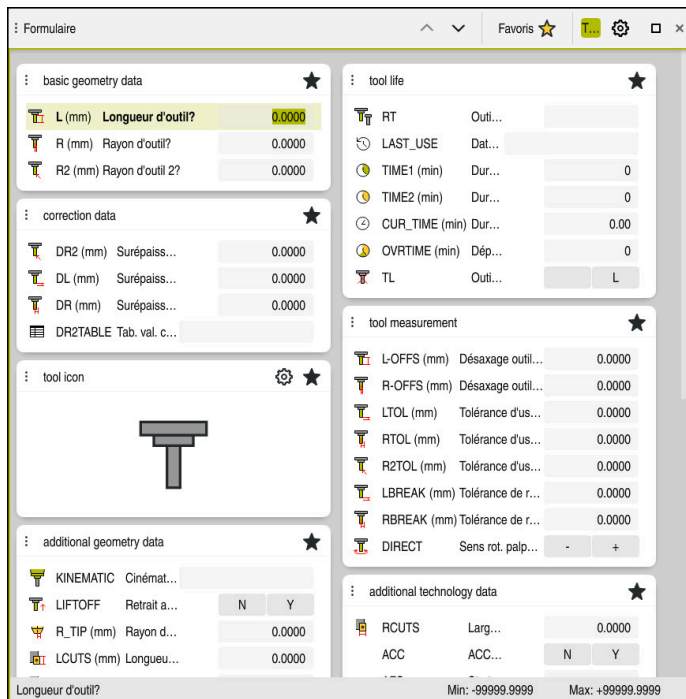 Formulaire
Favoris
T...
basic geometry data
L (mm) Longueur d'outil? 0.0000
R (mm) Rayon d'outil? 0.0000
R2 (mm) Rayon d'outil 2? 0.0000
correction data
DR2 (mm) Surépaiss... 0.0000
DL (mm) Surépaiss... 0.0000
DR (mm) Surépaiss... 0.0000
DR2TABLE Tab. val. c...
tool icon
additional geometry data
KINEMATIC Cinémat...
LIFTOFF Retrait a... N Y
R_TIP (mm) Rayon d... 0.0000
LCUTS (mm) Longueu... 0.0000
tool life
RT Outi...
LAST_USE Dat...
TIME1 (min) Dur... 0
TIME2 (min) Dur... 0
CUR_TIME (min) Dur... 0.00
OVRTIME (min) Dép... 0
TL Outi... L
tool measurement
L-OFFS (mm) Désaxage outil... 0.0000
R-OFFS (mm) Désaxage outil... 0.0000
LTOL (mm) Tolérance d'us... 0.0000
RTOL (mm) Tolérance d'us... 0.0000
R2TOL (mm) Tolérance d'us... 0.0000
LBREAK (mm) Tolérance de r... 0.0000
RBREAK (mm) Tolérance de r... 0.0000
DIRECT Sens rot. palp... - +
additional technology data
RCUTS Larg... 0.0000
ACC ACC... N Y
Longueur d'outil? Min: -99999.9999 Max: +99999.9999